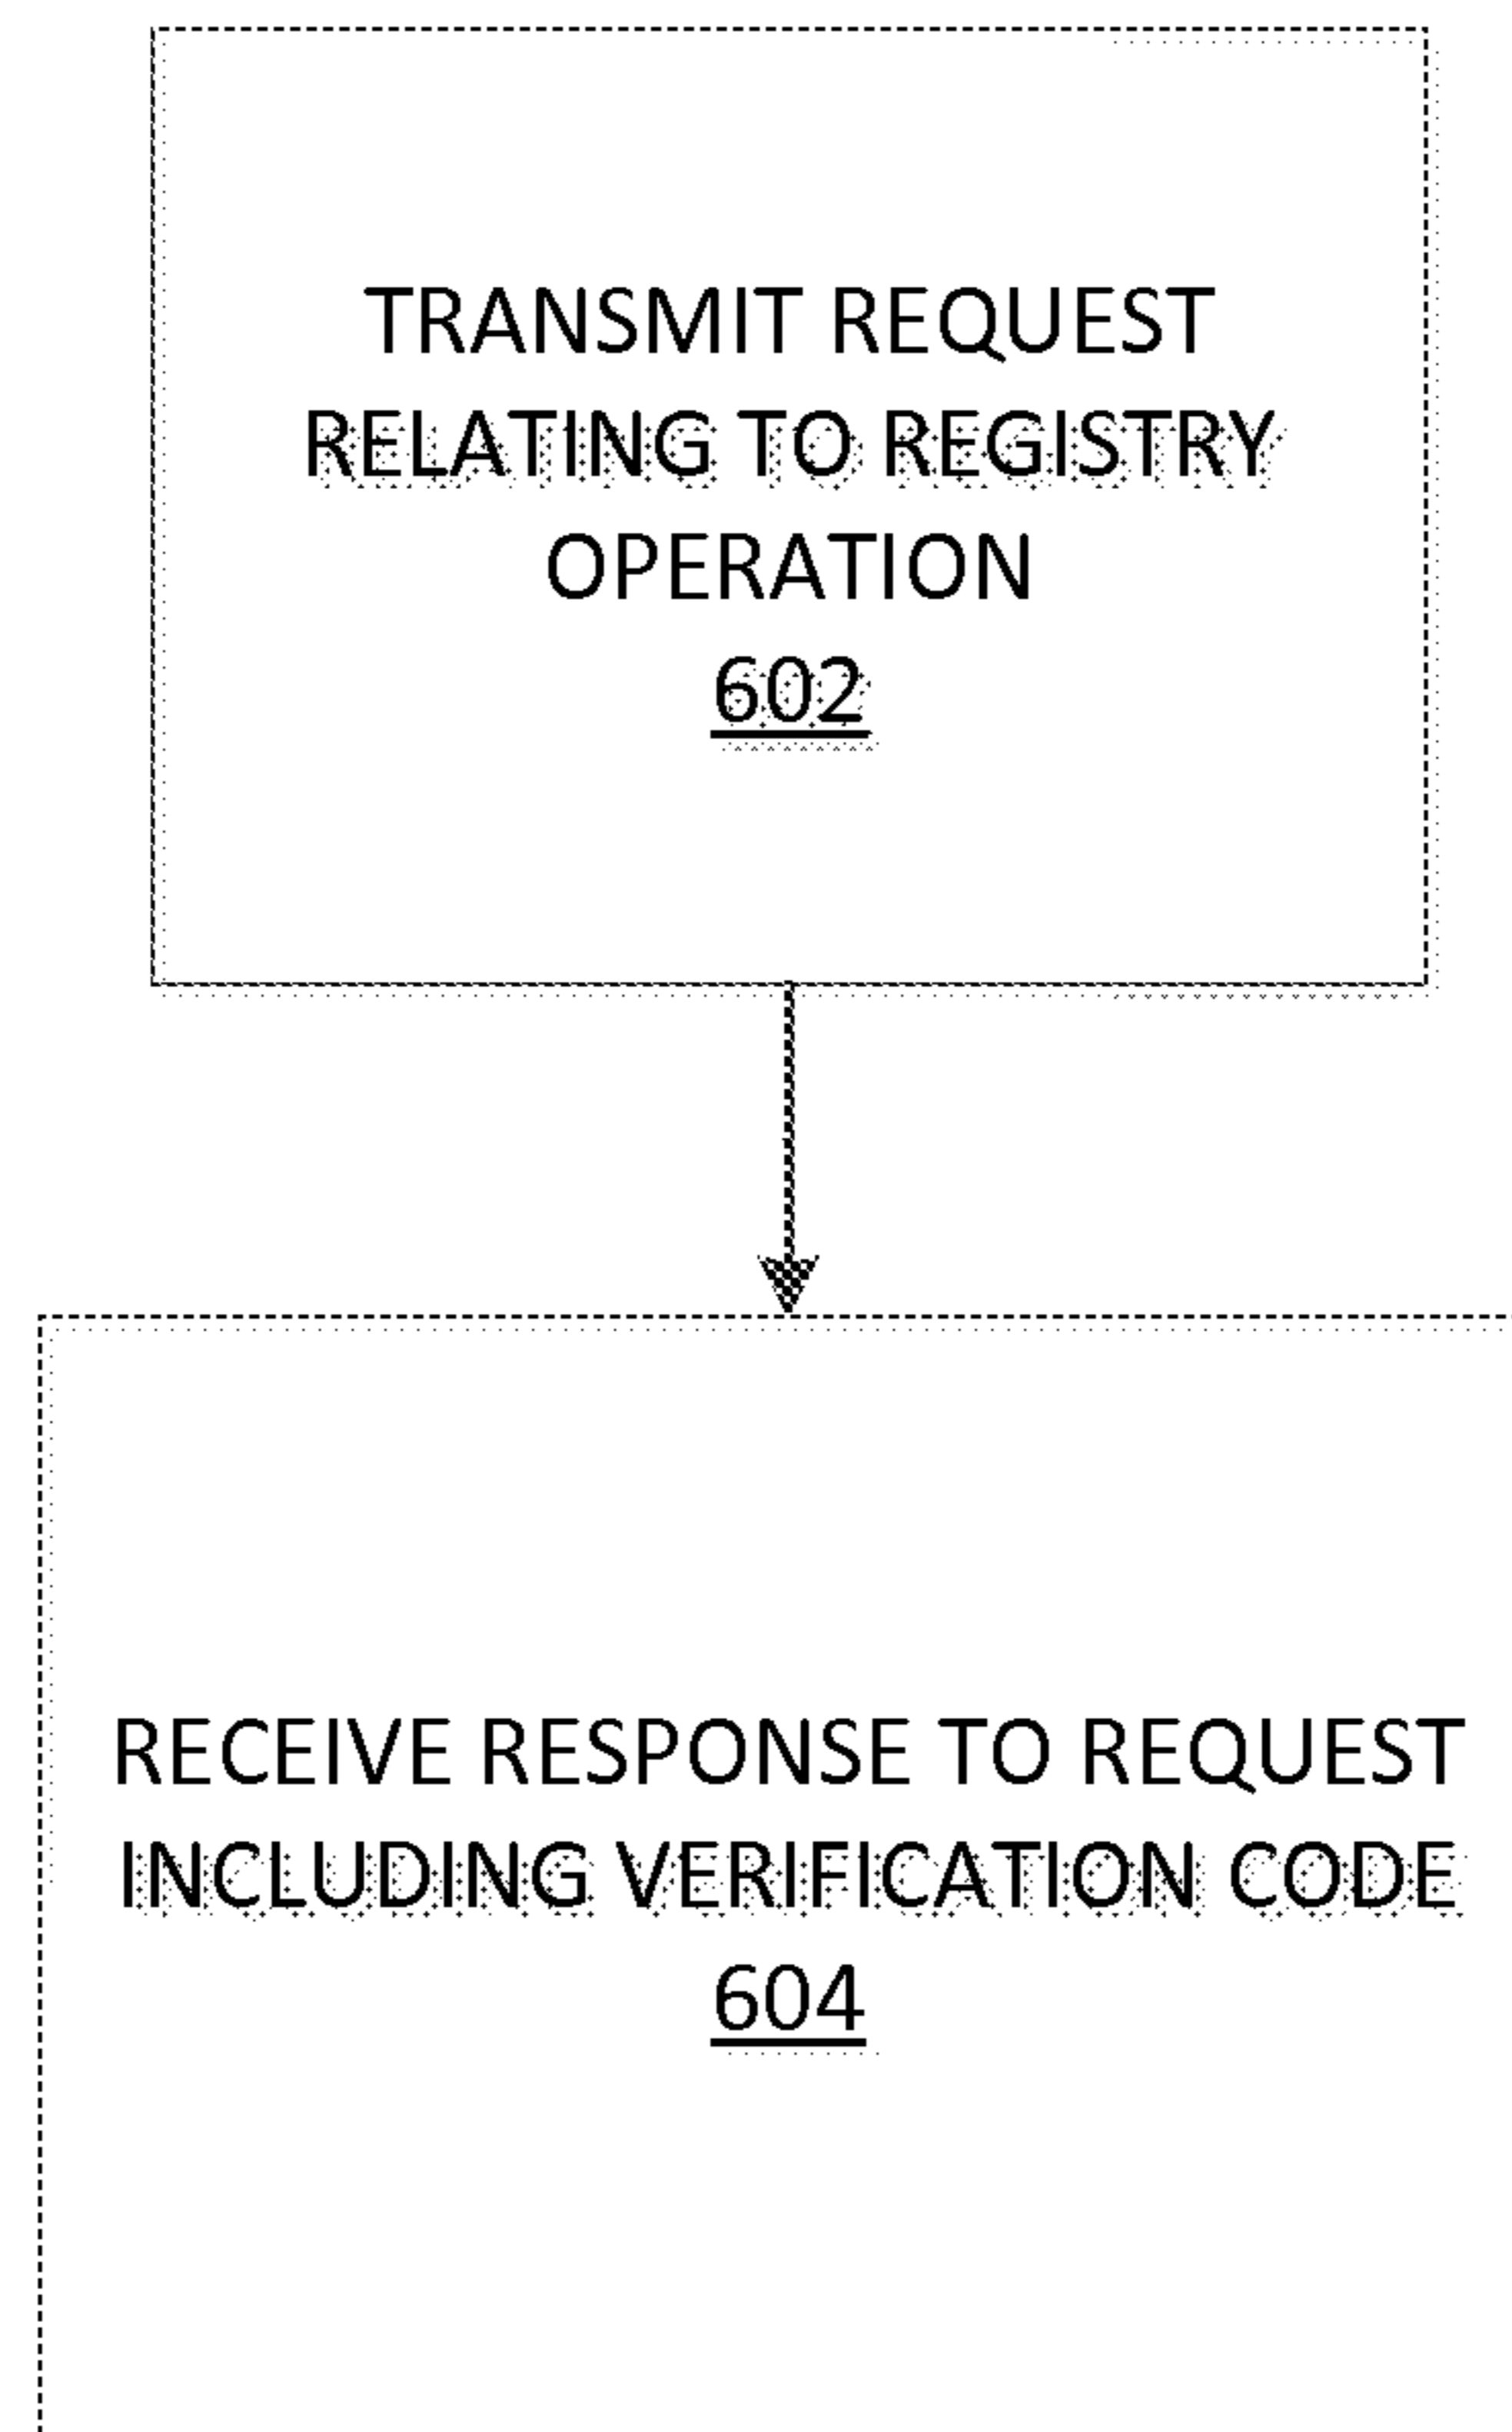 TRANSMIT REQUEST
RELATING TO REGISTRY
OPERATION
602
RECEIVE RESPONSE TO REQUEST
INCLUDING VERIFICATION CODE
604